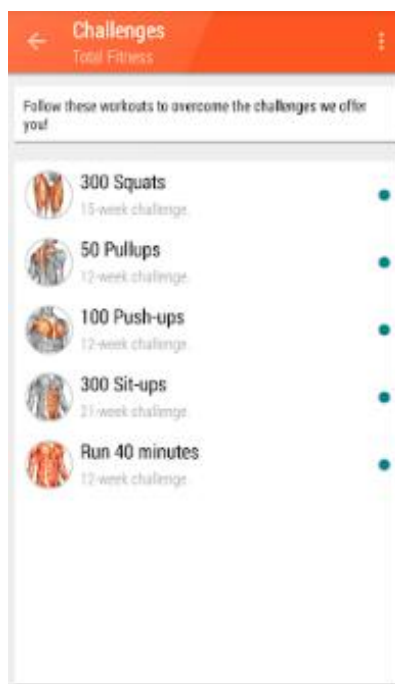 Challenges
Total Fitness
Follow these workouts to overcome the challenges we offer
you!
300 Squats
15-week challenge.
50 Pullups
12-week challenge.
100 Push-ups
12-week challenge.
300 Sit-ups
21-week challenge.
Run 40 minutes
12-week challenge.